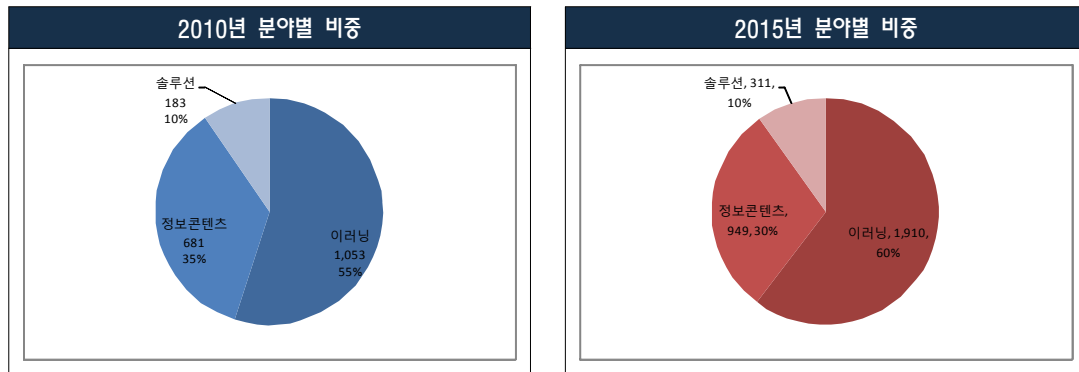 2010년 분야별 비중
솔루션
183
10%
정보콘텐츠
681
35%
이러닝
1,053
55%
2015년 분야별 비중
솔루션, 311,
10%
정보콘텐츠,
949, 30%
이러닝, 1,910,
60%